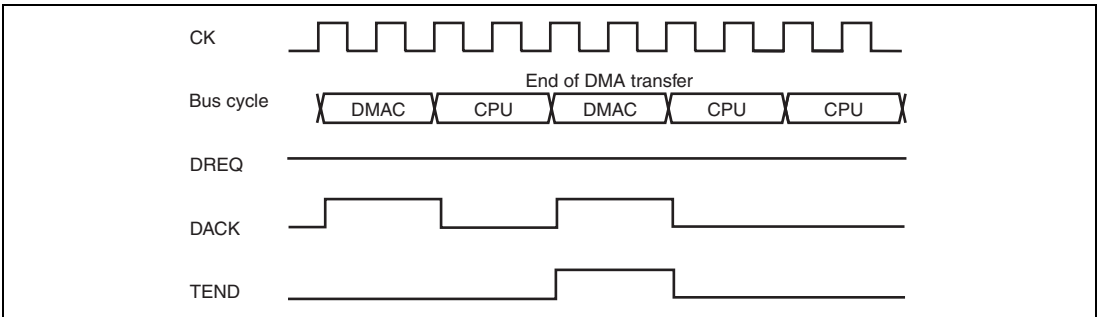 CK
End of DMA transfer
Bus cycle DMAC CPU DMAC CPU CPU
DREQ
DACK
TEND